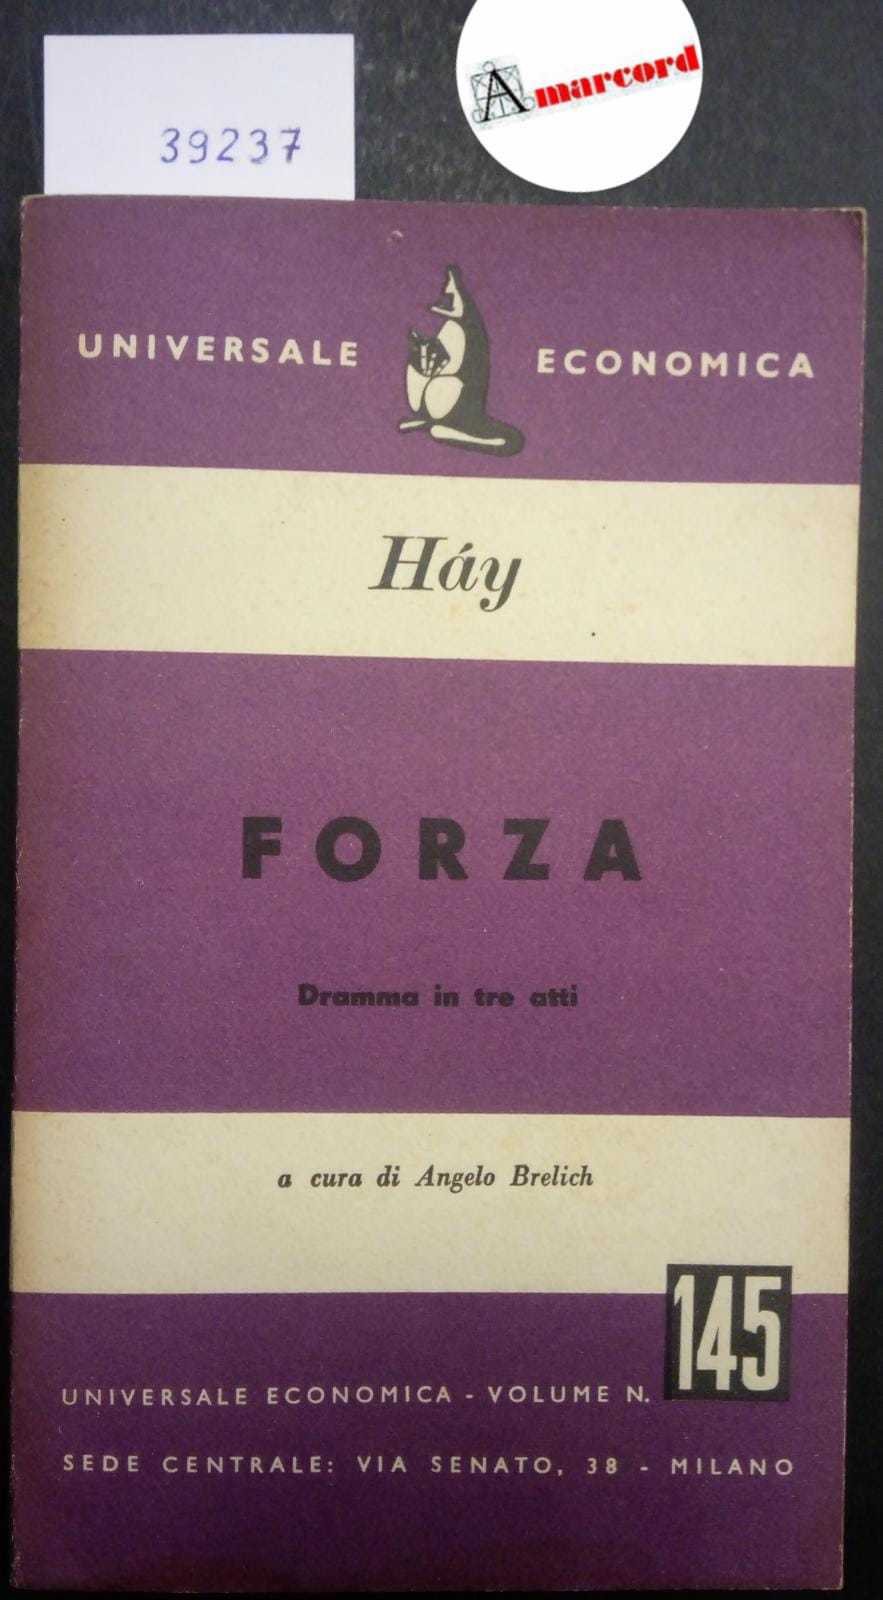 Amarcord
39237
UNIVERSALE ECONOMICA
Háy
FORZA
Dramma in tre atti
a cura di Angelo Brelich
145
UNIVERSALE ECONOMICA - VOLUME N.
SEDE CENTRALE: VIA SENATO, 38 - MILANO